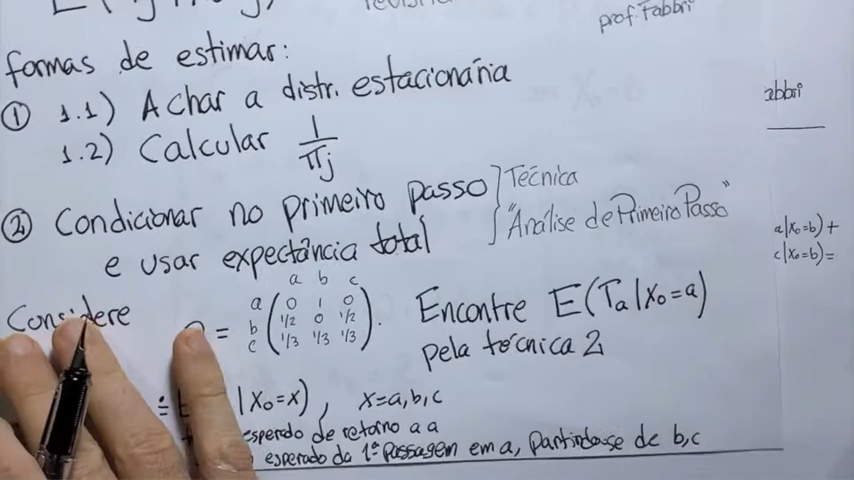 prof. Fabbri
formas de estimar:
① 1.1) Achar a distr. estacionária
1.2) Calcular 1/πj
② Condicionar no primeiro passo
e usar expectância total
Técnica
"Análise de Primeiro Passo"
abbri
a|X₀=b)+
c|X₀=b)=
Considere
= 
a b c
a 0 1 0
b 1/2 0 1/2
c 1/3 1/3 1/3
.
Encontre E(Ta|X₀=a)
pela técnica 2
≐ |X₀=x), x=a,b,c
esperado de retorno a a
esperado da 1ª passagem em a, partindo-se de b,c